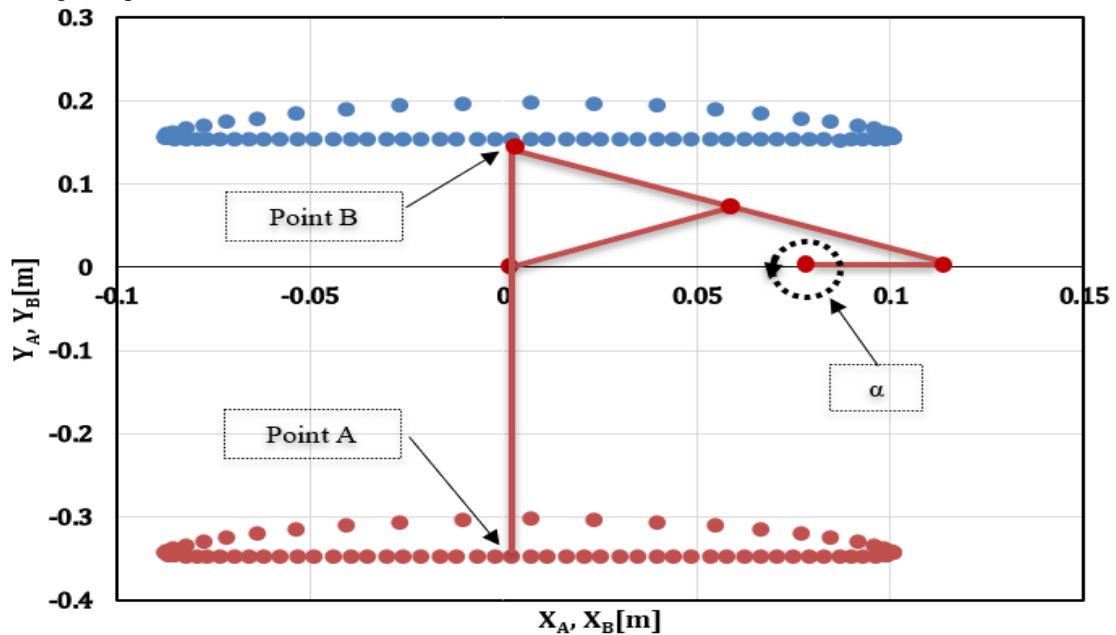 0.3
0.2
0.1
0
-0.1
-0.2
-0.3
-0.4
-0.1
-0.05
0
0.05
0.1
0.15
Point B
Point A
α
Y_A, Y_B[m]
X_A, X_B[m]